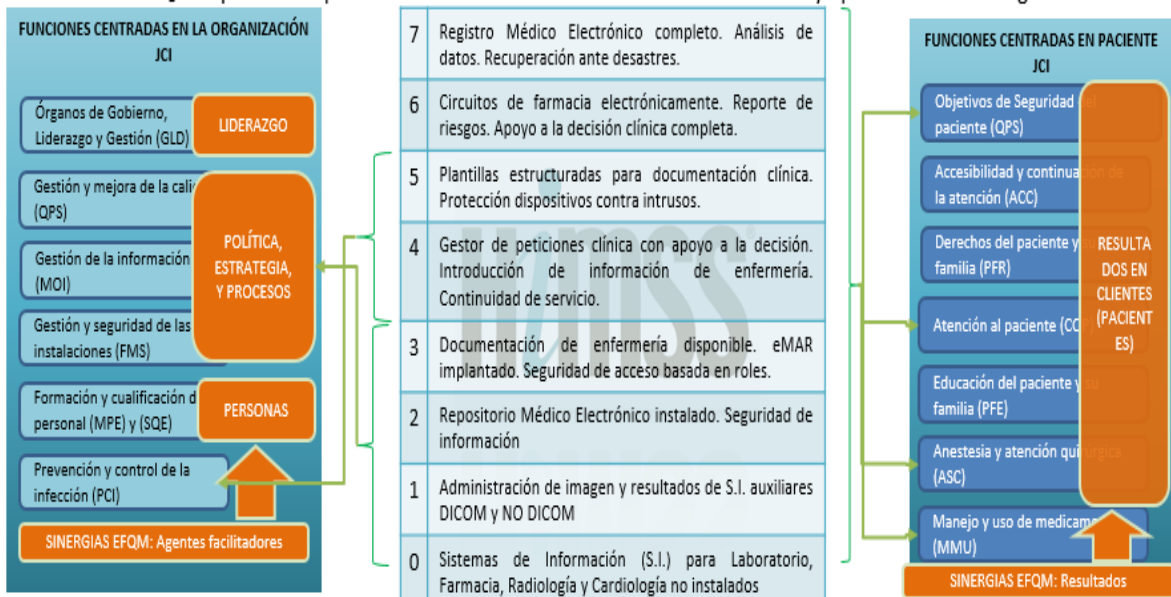 FUNCIONES CENTRADAS EN LA ORGANIZACIÓN
JCI
Órganos de Gobierno,
Liderazgo y Gestión (GLD)
LIDERAZGO
Gestión y mejora de la
(QPS)
Gestión de la información
(MOI)
Gestión y seguridad de las
instalaciones (FMS)
POLÍTICA,
ESTRATEGIA,
Y PROCESOS
Formación y cualificación
personal (MPE) y (SQE)
PERSONAS
Prevención y control de la
infección (PCI)
SINERGIAS EFQM: Agentes facilitadores
7 Registro Médico Electrónico completo. Análisis de
datos. Recuperación ante desastres.
6 Circuitos de farmacia electrónicamente. Reporte de
riesgos. Apoyo a la decisión clínica completa.
5 Plantillas estructuradas para documentación clínica.
Protección dispositivos contra intrusos.
4 Gestor de peticiones clínica con apoyo a la decisión.
Introducción de información de enfermería.
Continuidad de servicio.
3 Documentación de enfermería disponible. eMAR
implantado. Seguridad de acceso basada en roles.
2 Repositorio Médico Electrónico instalado. Seguridad de
información
1 Administración de imagen y resultados de S.I. auxiliares
DICOM y NO DICOM
0 Sistemas de Información (S.I.) para Laboratorio,
Farmacia, Radiología y Cardiología no instalados
HIMSS
FUNCIONES CENTRADAS EN PACIENTE
JCI
Objetivos de Seguridad del
paciente (QPS)
Accesibilidad y continuación de
la atención (ACC)
Derechos del paciente y su
familia (PFR)
Atención al paciente (COP)
Educación del paciente y su
familia (PFE)
Anestesia y atención quirúrgica
(ASC)
Manejo y uso de
(MMU)
RESULTA
DOS EN
CLIENTES
(PACIENT
ES)
SINERGIAS EFQM: Resultados